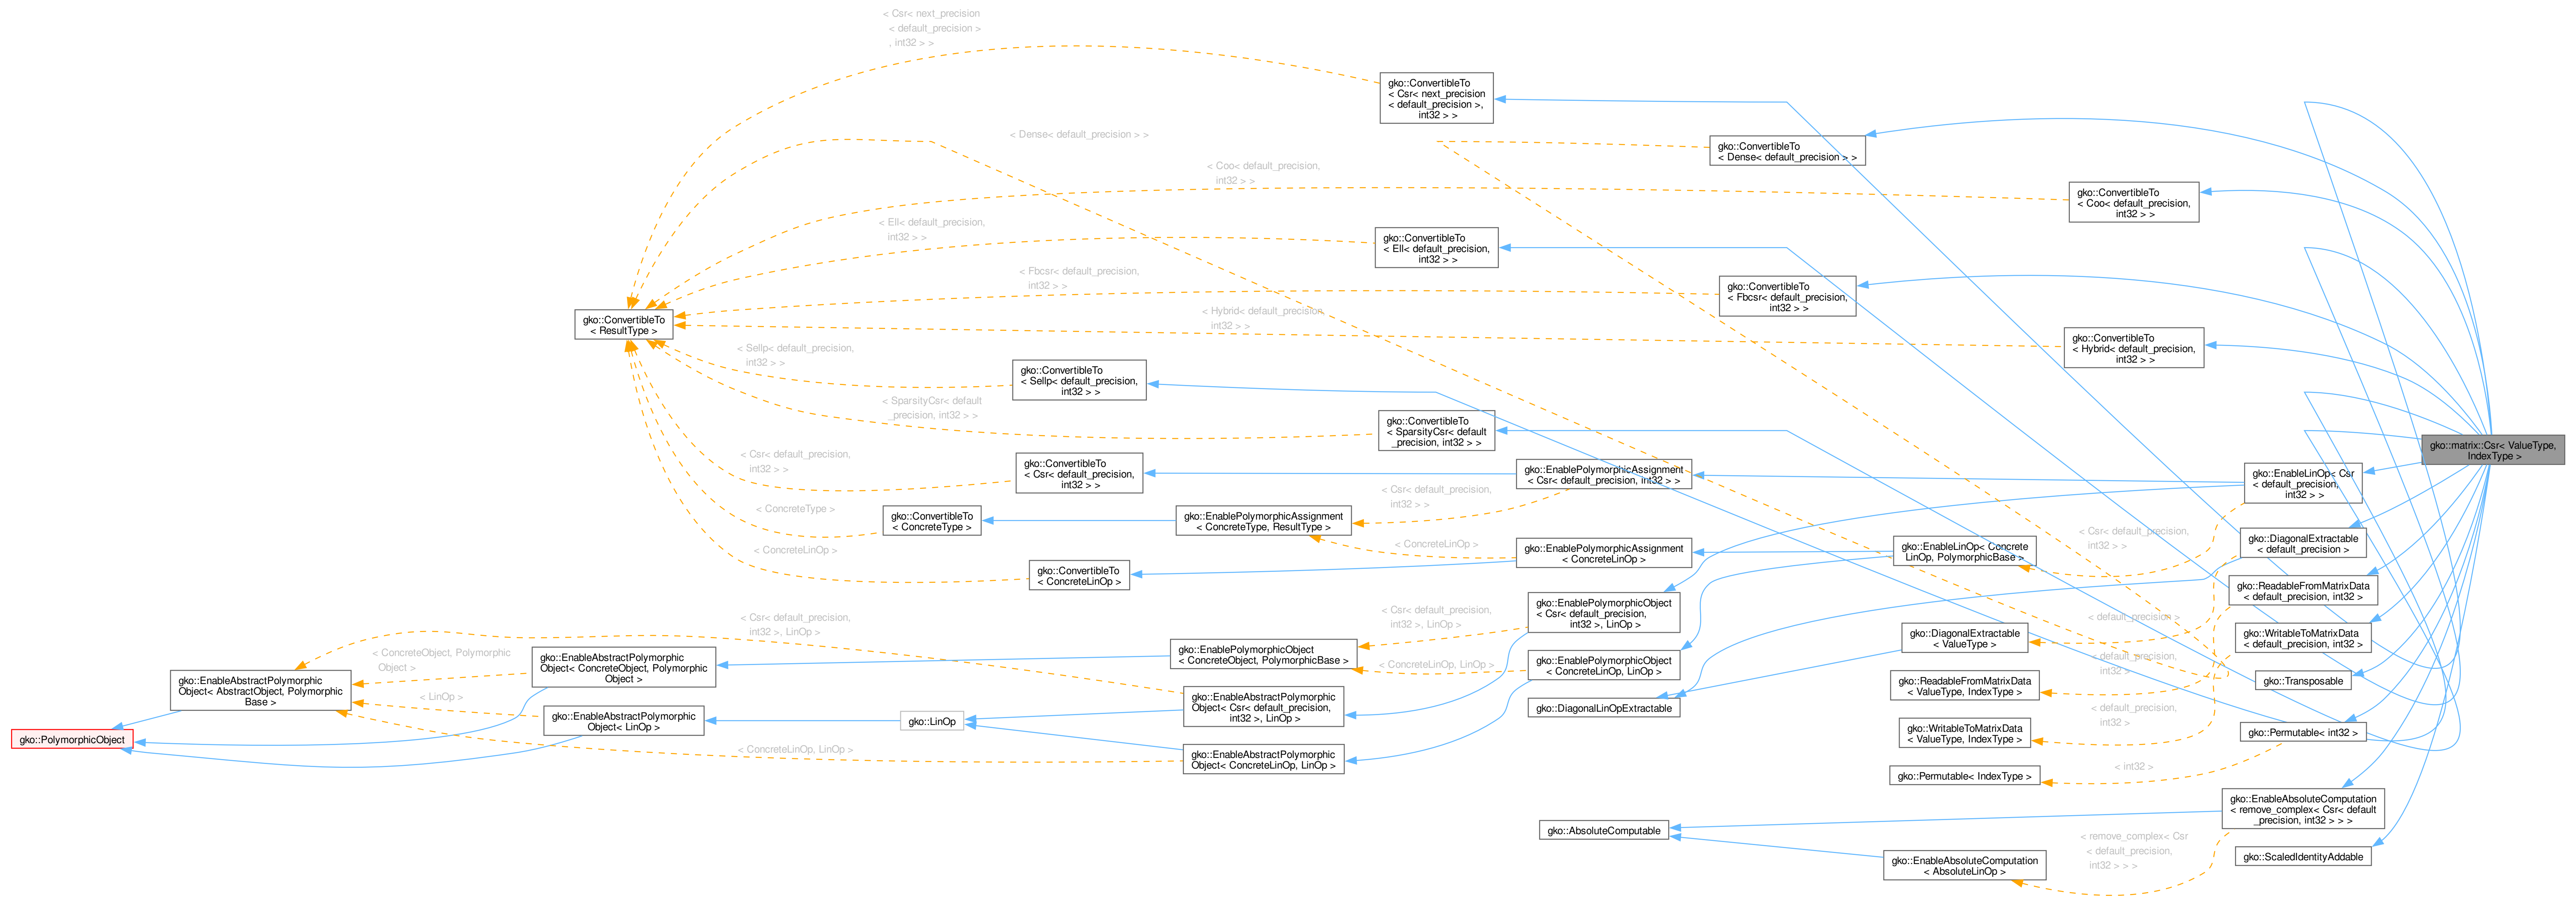 < Csr< next_precision
< default_precision >
, int32 > >
gko::ConvertibleTo
< Csr< next_precision
< default_precision >,
int32 > >
< Dense< default_precision > >
gko::ConvertibleTo
< Dense< default_precision > >
< Coo< default_precision,
int32 > >
gko::ConvertibleTo
< Coo< default_precision,
int32 > >
< Ell< default_precision,
int32 > >
gko::ConvertibleTo
< Ell< default_precision,
int32 > >
< Fbcsr< default_precision,
int32 > >
gko::ConvertibleTo
< Fbcsr< default_precision,
int32 > >
gko::ConvertibleTo
< ResultType >
< Hybrid< default_precision,
int32 > >
gko::ConvertibleTo
< Hybrid< default_precision,
int32 > >
< Sellp< default_precision,
int32 > >
gko::ConvertibleTo
< Sellp< default_precision,
int32 > >
< SparsityCsr< default
_precision, int32 > >
gko::ConvertibleTo
< SparsityCsr< default
_precision, int32 > >
gko::matrix::Csr< ValueType,
IndexType >
< Csr< default_precision,
int32 > >
gko::ConvertibleTo
< Csr< default_precision,
int32 > >
gko::EnablePolymorphicAssignment
< Csr< default_precision, int32 > >
gko::EnableLinOp< Csr
< default_precision,
int32 > >
< Csr< default_precision,
int32 > >
< ConcreteType >
gko::ConvertibleTo
< ConcreteType >
gko::EnablePolymorphicAssignment
< ConcreteType, ResultType >
< Csr< default_precision,
int32 > >
gko::DiagonalExtractable
< default_precision >
< ConcreteLinOp >
gko::ConvertibleTo
< ConcreteLinOp >
< ConcreteLinOp >
gko::EnablePolymorphicAssignment
< ConcreteLinOp >
gko::EnableLinOp< Concrete
LinOp, PolymorphicBase >
gko::ReadableFromMatrixData
< default_precision, int32 >
gko::EnablePolymorphicObject
< Csr< default_precision,
int32 >, LinOp >
< Csr< default_precision,
int32 >, LinOp >
< default_precision >
< Csr< default_precision,
int32 >, LinOp >
gko::DiagonalExtractable
< ValueType >
gko::WritableToMatrixData
< default_precision, int32 >
< ConcreteObject, Polymorphic
Object >
gko::EnableAbstractPolymorphic
Object< ConcreteObject, Polymorphic
Object >
gko::EnablePolymorphicObject
< ConcreteObject, PolymorphicBase >
< ConcreteLinOp, LinOp >
gko::EnablePolymorphicObject
< ConcreteLinOp, LinOp >
< default_precision,
int32 >
gko::Transposable
gko::EnableAbstractPolymorphic
Object< AbstractObject, Polymorphic
Base >
< LinOp >
gko::ReadableFromMatrixData
< ValueType, IndexType >
gko::EnableAbstractPolymorphic
Object< Csr< default_precision,
int32 >, LinOp >
gko::DiagonalLinOpExtractable
< default_precision,
int32 >
gko::EnableAbstractPolymorphic
Object< LinOp >
gko::LinOp
gko::WritableToMatrixData
< ValueType, IndexType >
gko::Permutable< int32 >
gko::PolymorphicObject
< ConcreteLinOp, LinOp >
gko::EnableAbstractPolymorphic
Object< ConcreteLinOp, LinOp >
< int32 >
gko::Permutable< IndexType >
gko::EnableAbsoluteComputation
< remove_complex< Csr< default
_precision, int32 > > >
gko::AbsoluteComputable
< remove_complex< Csr
< default_precision,
int32 > > >
gko::EnableAbsoluteComputation
< AbsoluteLinOp >
gko::ScaledIdentityAddable